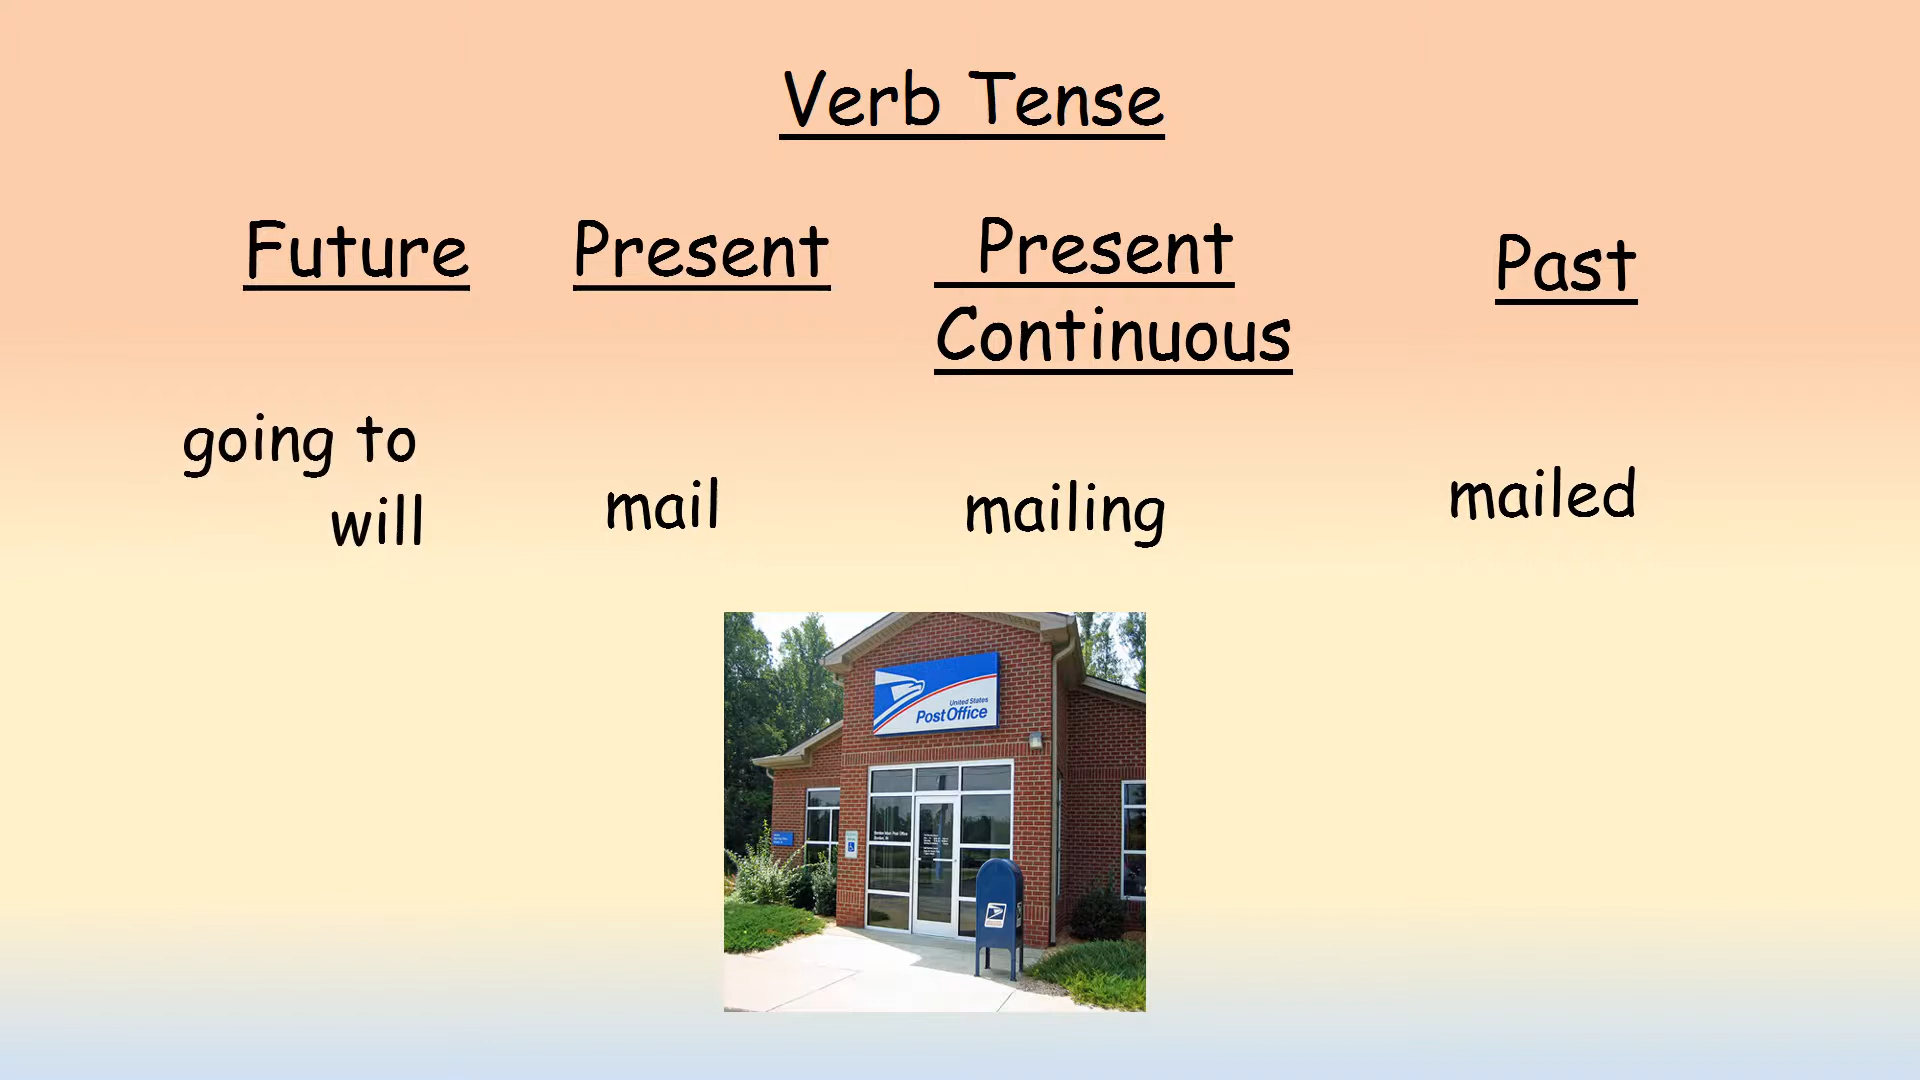 Verb Tense
Future
Present
Present
Continuous
Past
going to
will
mail
mailing
mailed
United States
Post Office